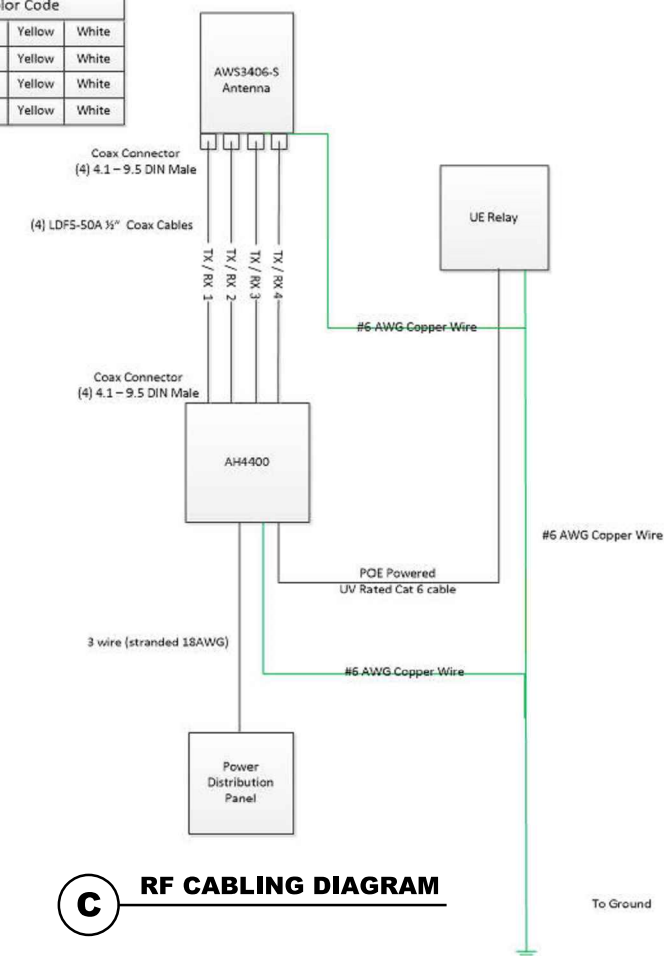 lor Code
Yellow White
Yellow White
Yellow White
Yellow White
AWS3406-S
Antenna
Coax Connector
(4) 4.1 – 9.5 DIN Male
(4) LDF5-50A ½" Coax Cables
UE Relay
TX / RX 1
TX / RX 2
TX / RX 3
TX / RX 4
#6 AWG Copper Wire
Coax Connector
(4) 4.1 – 9.5 DIN Male
AH4400
#6 AWG Copper Wire
POE Powered
UV Rated Cat 6 cable
3 wire (stranded 18AWG)
#6 AWG Copper Wire
Power
Distribution
Panel
C RF CABLING DIAGRAM
To Ground